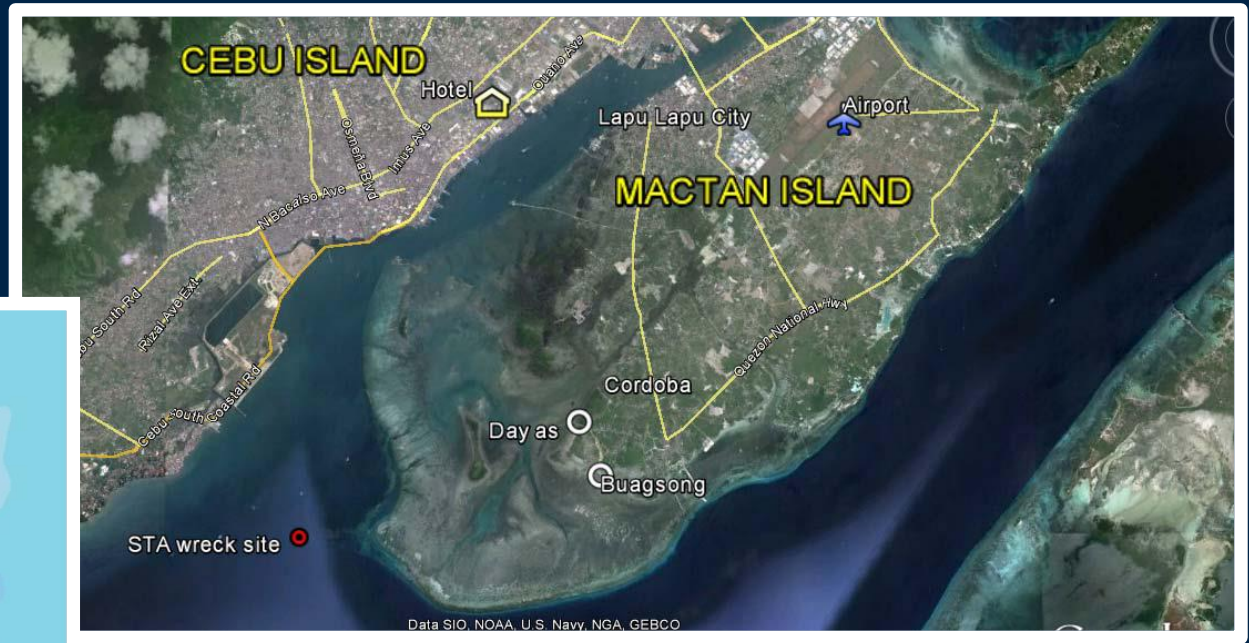 CEBU ISLAND
Hotel
Ouano Ave
Lapu Lapu City
Airport
Osmeña Blvd
Imus Ave
MACTAN ISLAND
N Bacalso Ave
Rizal Ave Ext
South Rd
Quezon National Hwy
Cordoba
Cebu South Coastal Rd
Day as
Buagsong
STA wreck site
Data SIO, NOAA, U.S. Navy, NGA, GEBCO